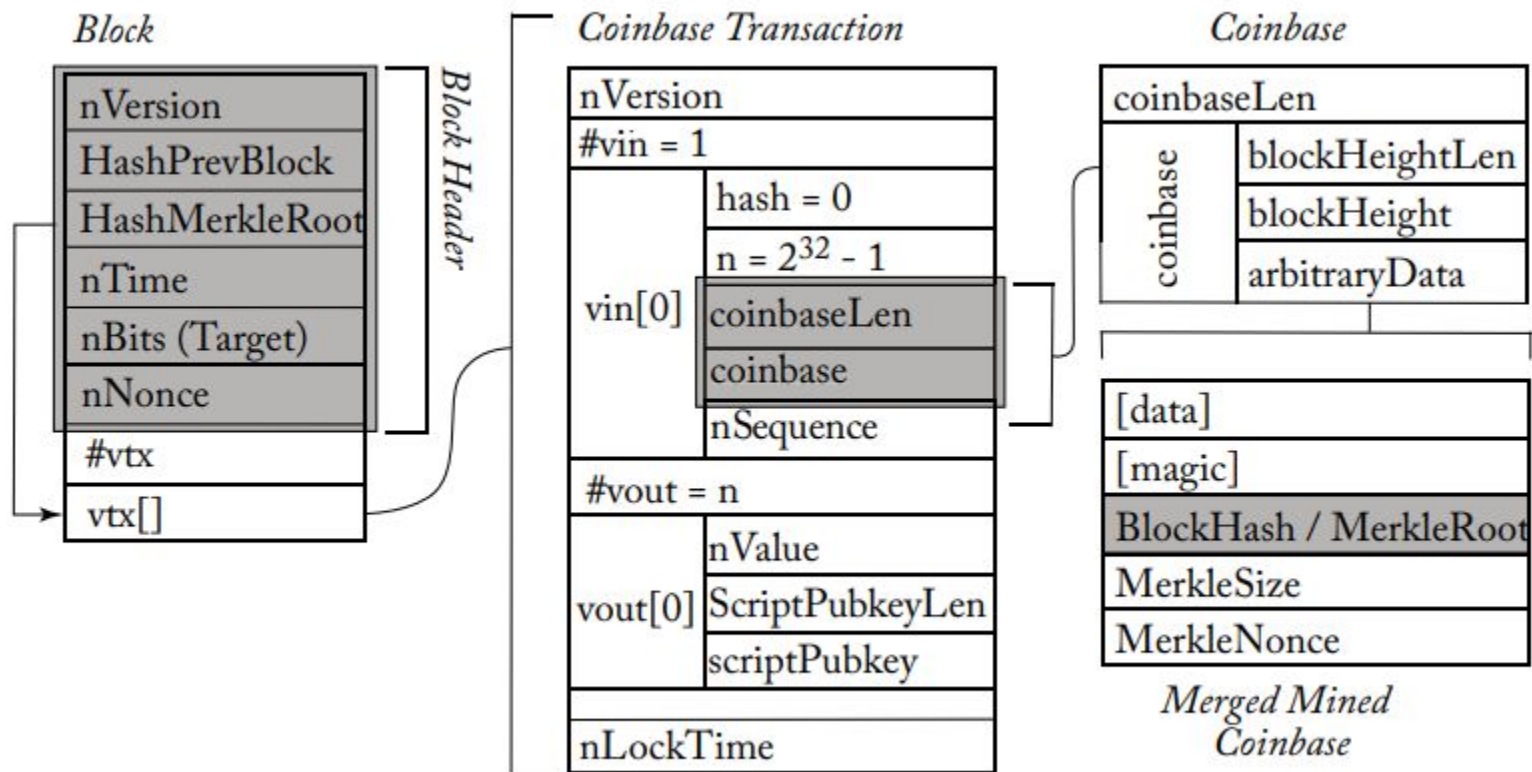 Block
nVersion
HashPrevBlock
HashMerkleRoot
nTime
nBits (Target)
nNonce
#vtx
vtx[]
Block Header
Coinbase Transaction
nVersion
#vin = 1
vin[0]
hash = 0
n = 2³² - 1
coinbaseLen
coinbase
nSequence
#vout = n
vout[0]
nValue
ScriptPubkeyLen
scriptPubkey
nLockTime
Coinbase
coinbaseLen
coinbase
blockHeightLen
blockHeight
arbitraryData
[data]
[magic]
BlockHash / MerkleRoot
MerkleSize
MerkleNonce
Merged Mined
Coinbase